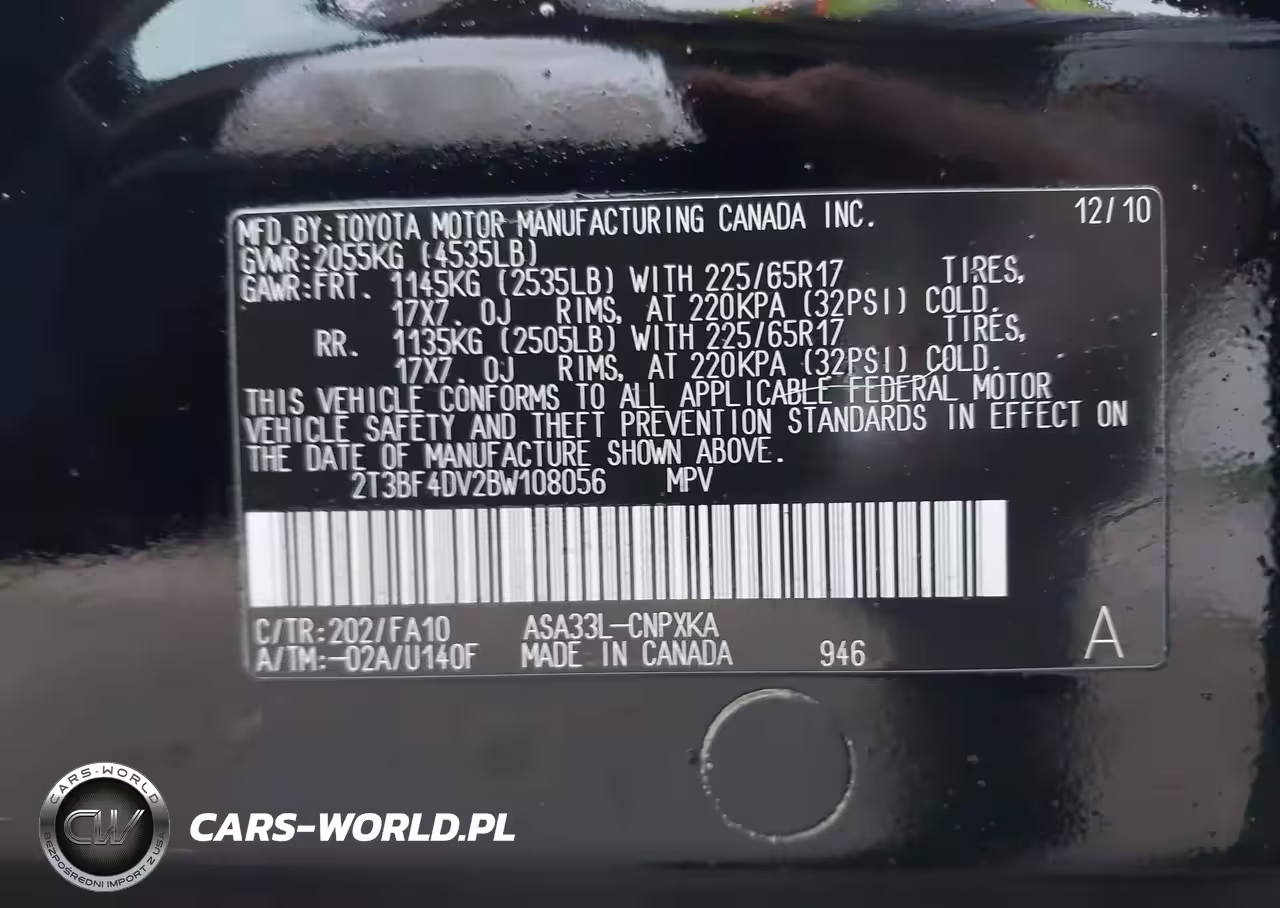 MFD.BY:TOYOTA MOTOR MANUFACTURING CANADA INC. 12/10
GVWR:2055KG (4535LB)
GAWR:FRT. 1145KG (2535LB) WITH 225/65R17 TIRES,
17X7. 0J RIMS, AT 220KPA (32PSI) COLD.
RR. 1135KG (2505LB) WITH 225/65R17 TIRES,
17X7. 0J RIMS, AT 220KPA (32PSI) COLD.
THIS VEHICLE CONFORMS TO ALL APPLICABLE FEDERAL MOTOR
VEHICLE SAFETY AND THEFT PREVENTION STANDARDS IN EFFECT ON
THE DATE OF MANUFACTURE SHOWN ABOVE.
2T3BF4DV2BW108056 MPV
C/TR:202/FA10 ASA33L-CNPXKA
A/TM:-02A/U140F MADE IN CANADA 946 A
CARS-WORLD
CW
BEZPOŚREDNI IMPORT Z USA
CARS-WORLD.PL